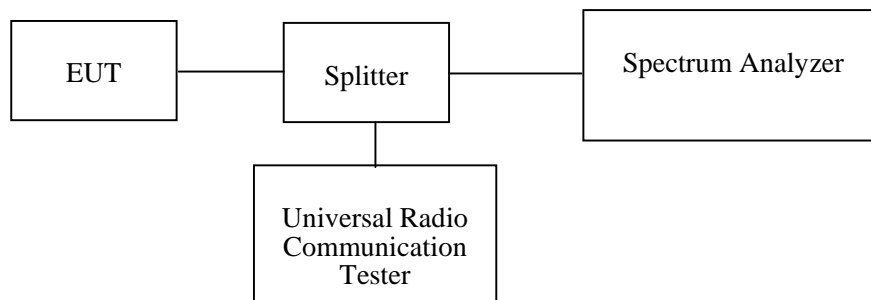 EUT
Splitter
Spectrum Analyzer
Universal Radio
Communication
Tester